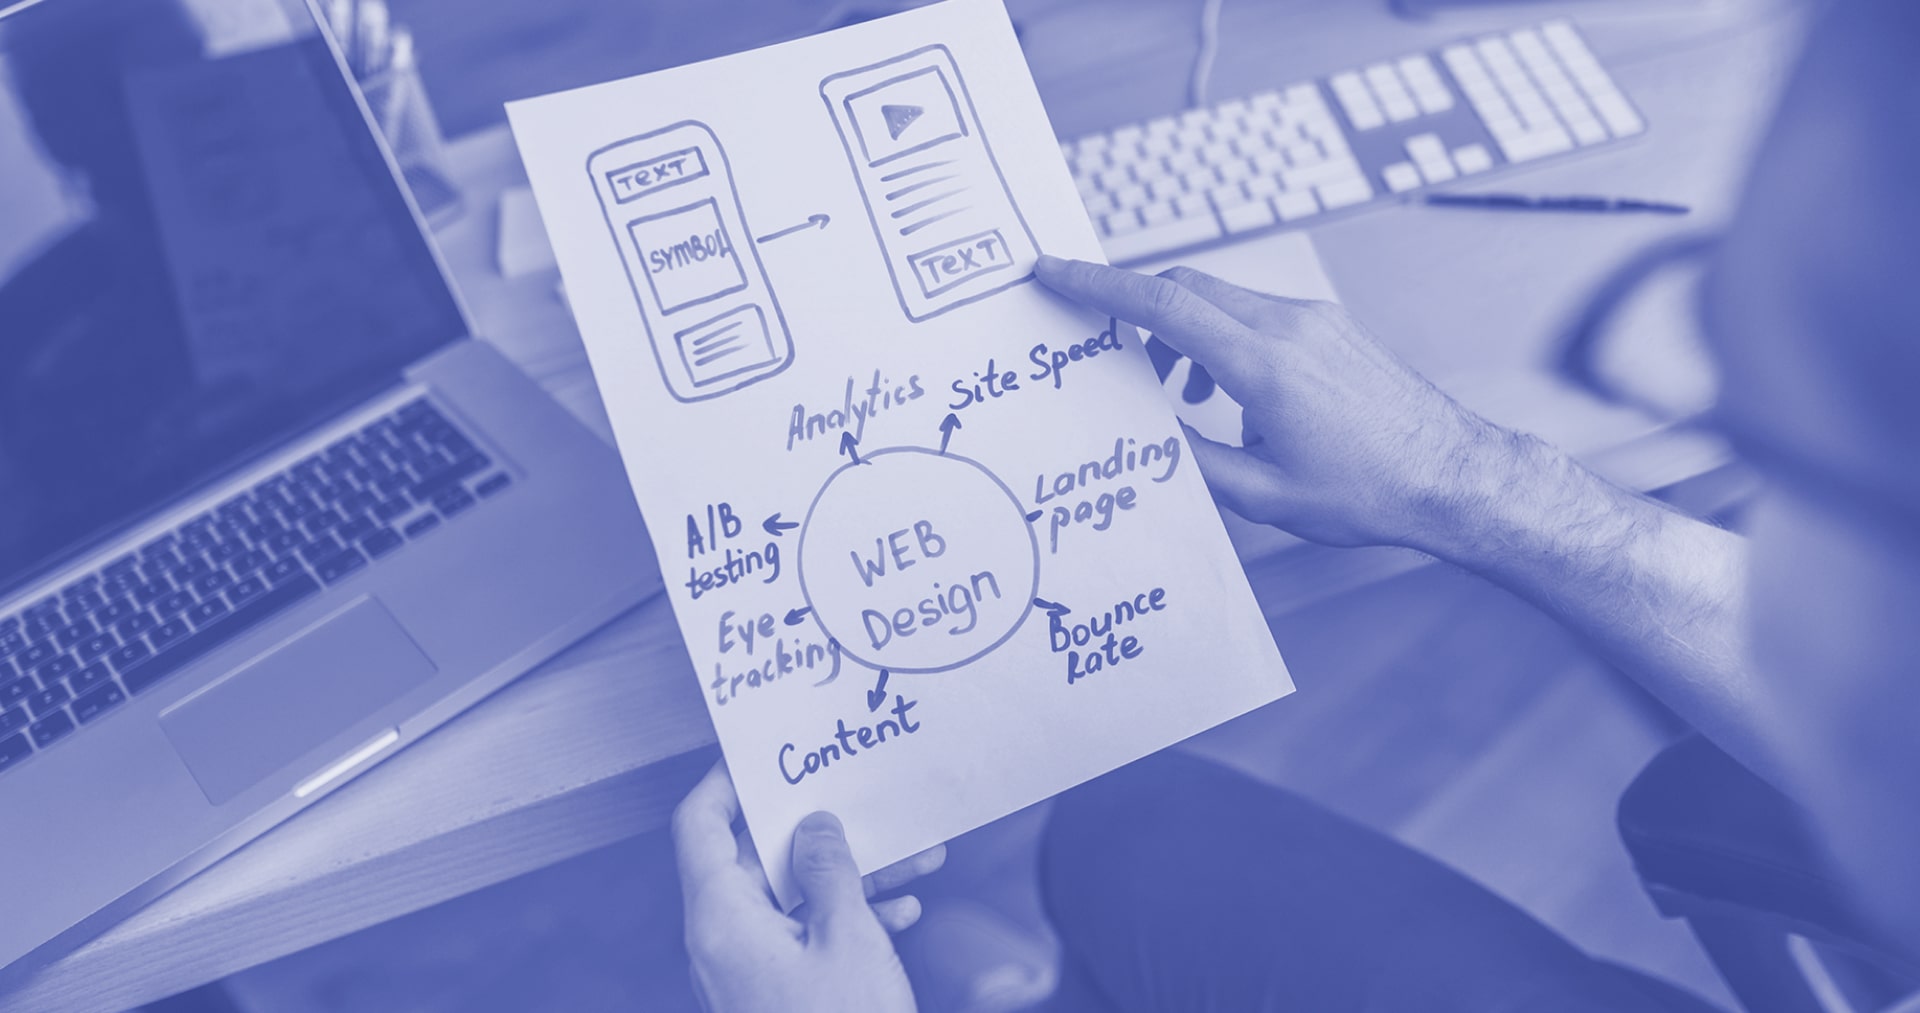 TEXT
SYMBOL
TEXT
Analytics
Site Speed
Landing
page
A/B
testing
WEB
Design
Eye
tracking
Bounce
Rate
Content